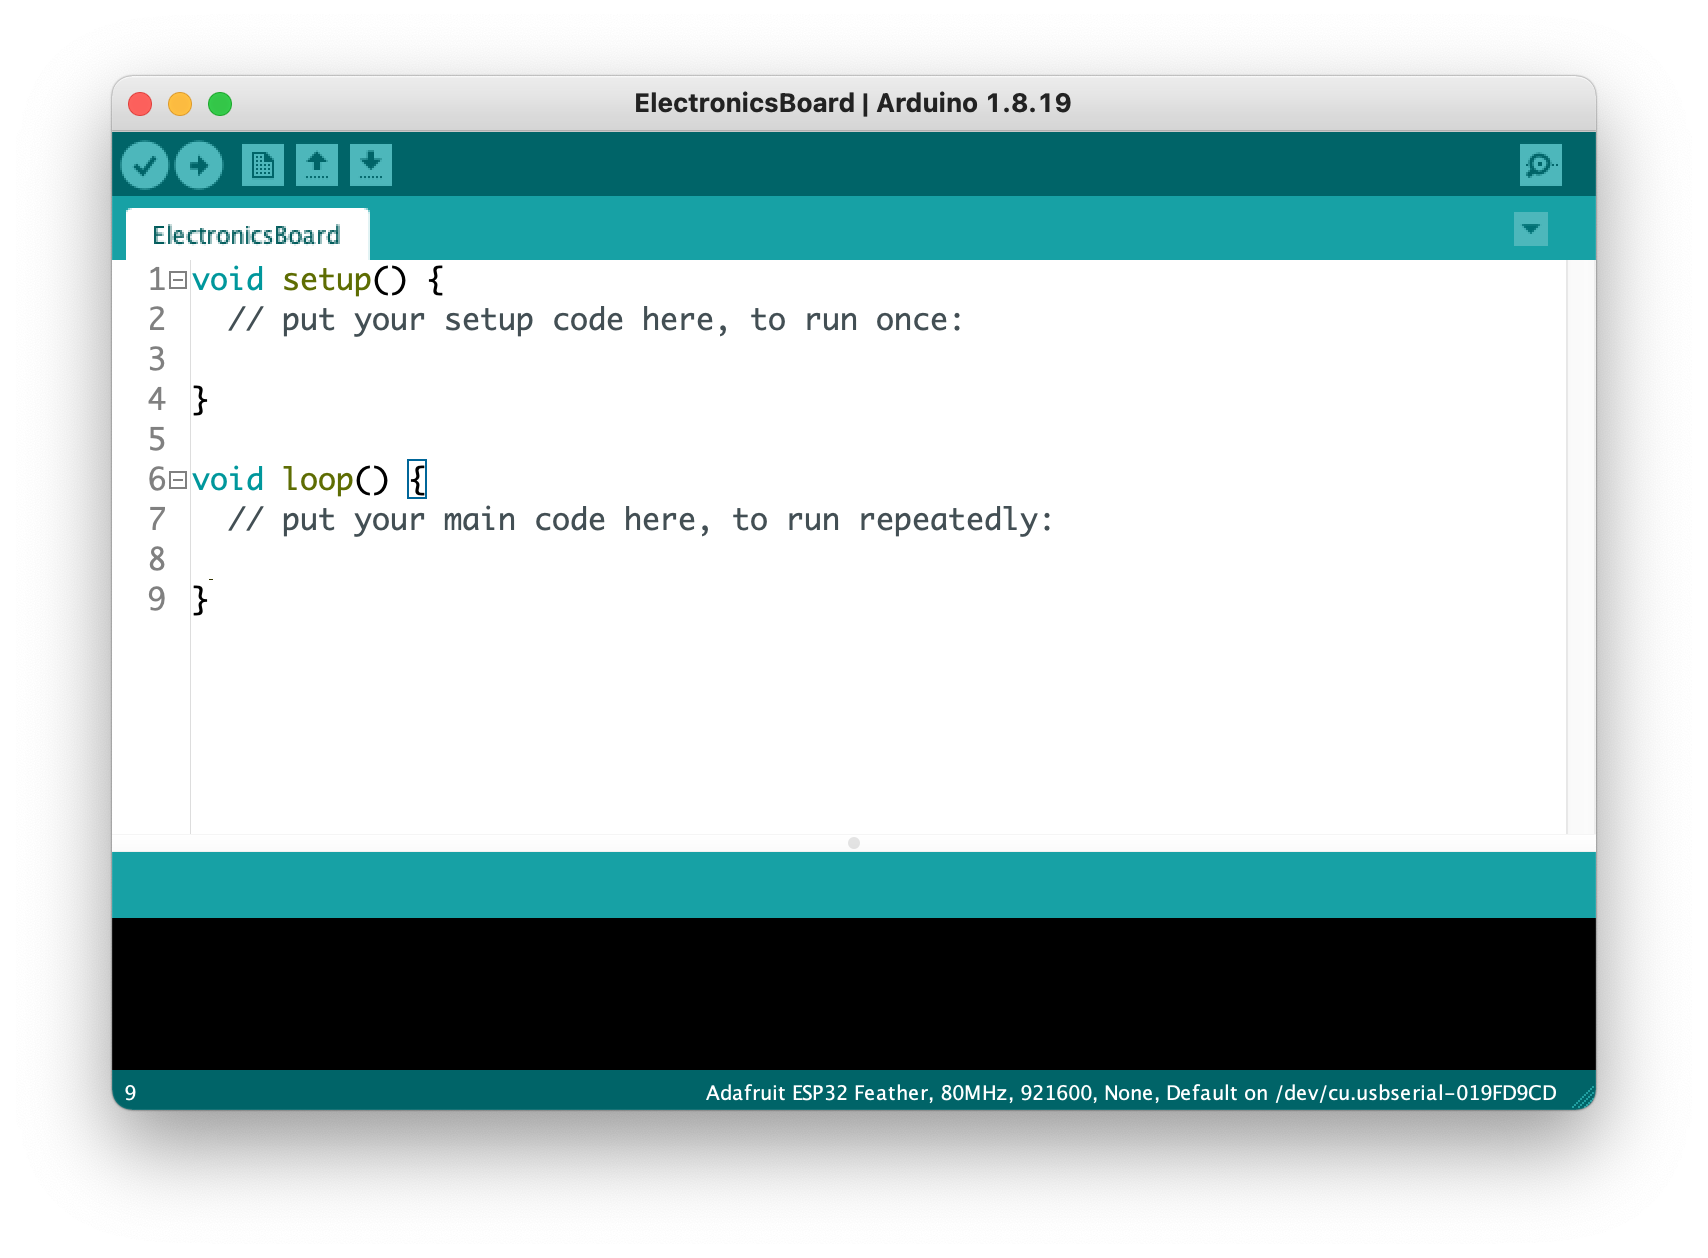 ElectronicsBoard | Arduino 1.8.19
ElectronicsBoard
1 void setup() {
2   // put your setup code here, to run once:
3
4 }
5
6 void loop() {
7   // put your main code here, to run repeatedly:
8
9 }
9 Adafruit ESP32 Feather, 80MHz, 921600, None, Default on /dev/cu.usbserial-019FD9CD